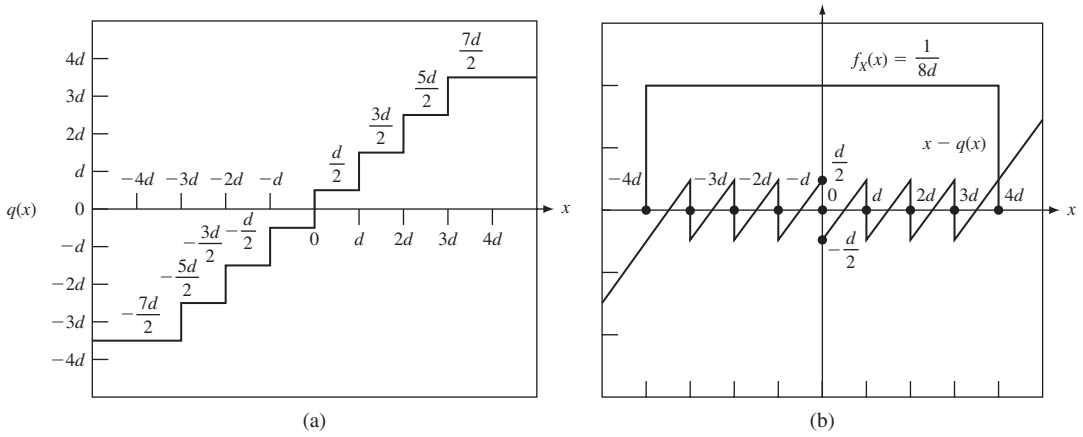 4d
3d
2d
d
q(x) 0
−d
−2d
−3d
−4d
−4d −3d −2d −d
0 d 2d 3d 4d
x
7d/2
5d/2
3d/2
d/2
−d/2
−3d/2
−5d/2
−7d/2
(a)
f_X(x) = 1/8d
x − q(x)
d/2
−4d −3d −2d −d 0 d 2d 3d 4d
x
−d/2
(b)